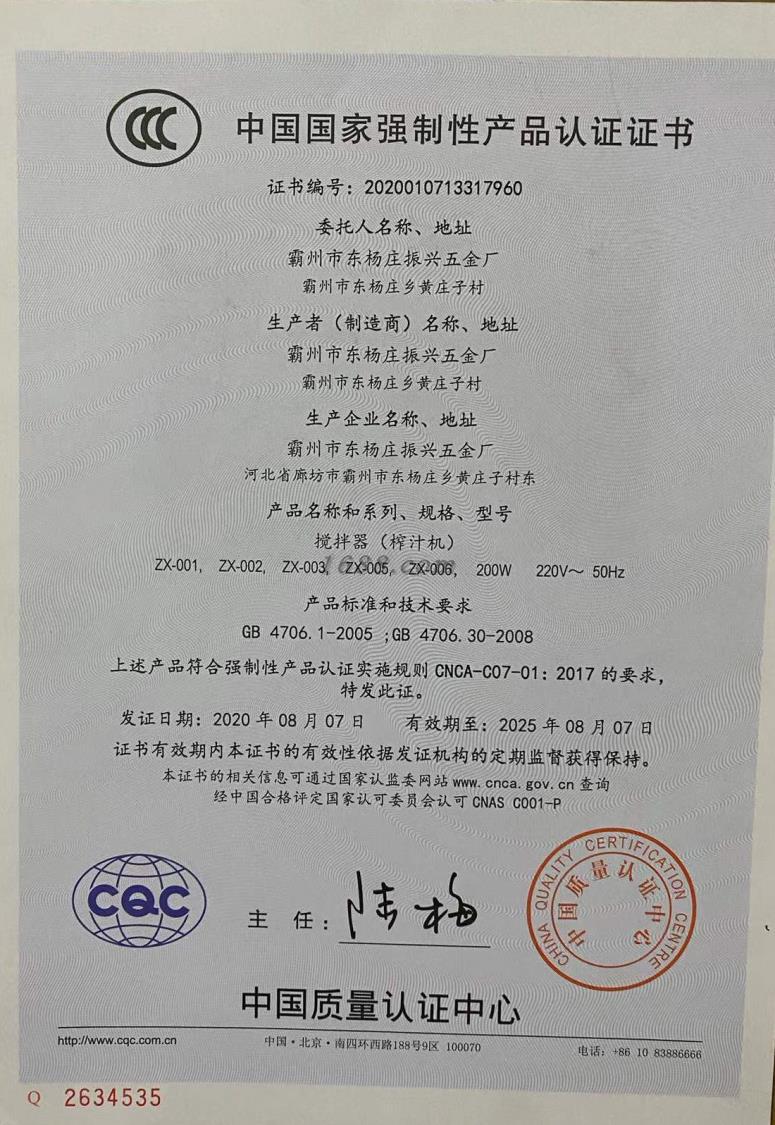 CCC
中国国家强制性产品认证证书
证书编号：2020010713317960
委托人名称、地址
霸州市东杨庄振兴五金厂
霸州市东杨庄乡黄庄子村
生产者（制造商）名称、地址
霸州市东杨庄振兴五金厂
霸州市东杨庄乡黄庄子村
生产企业名称、地址
霸州市东杨庄振兴五金厂
河北省廊坊市霸州市东杨庄乡黄庄子村东
产品名称和系列、规格、型号
搅拌器（榨汁机）
ZX-001, ZX-002, ZX-003, ZX-005, ZX-006, 200W 220V～ 50Hz
1688.com
产品标准和技术要求
GB 4706.1-2005 ;GB 4706.30-2008
上述产品符合强制性产品认证实施规则 CNCA-C07-01: 2017 的要求，
特发此证。
发证日期：2020 年 08 月 07 日 有效期至：2025 年 08 月 07 日
证书有效期内本证书的有效性依据发证机构的定期监督获得保持。
本证书的相关信息可通过国家认监委网站 www.cnca.gov.cn 查询
经中国合格评定国家认可委员会认可 CNAS C001-P
CQC
主 任：陆梅
CHINA QUALITY CERTIFICATION CENTRE
中国质量认证中心
中国质量认证中心
http://www.cqc.com.cn 中国·北京·南四环西路188号9区 100070 电话：+86 10 83886666
Q 2634535